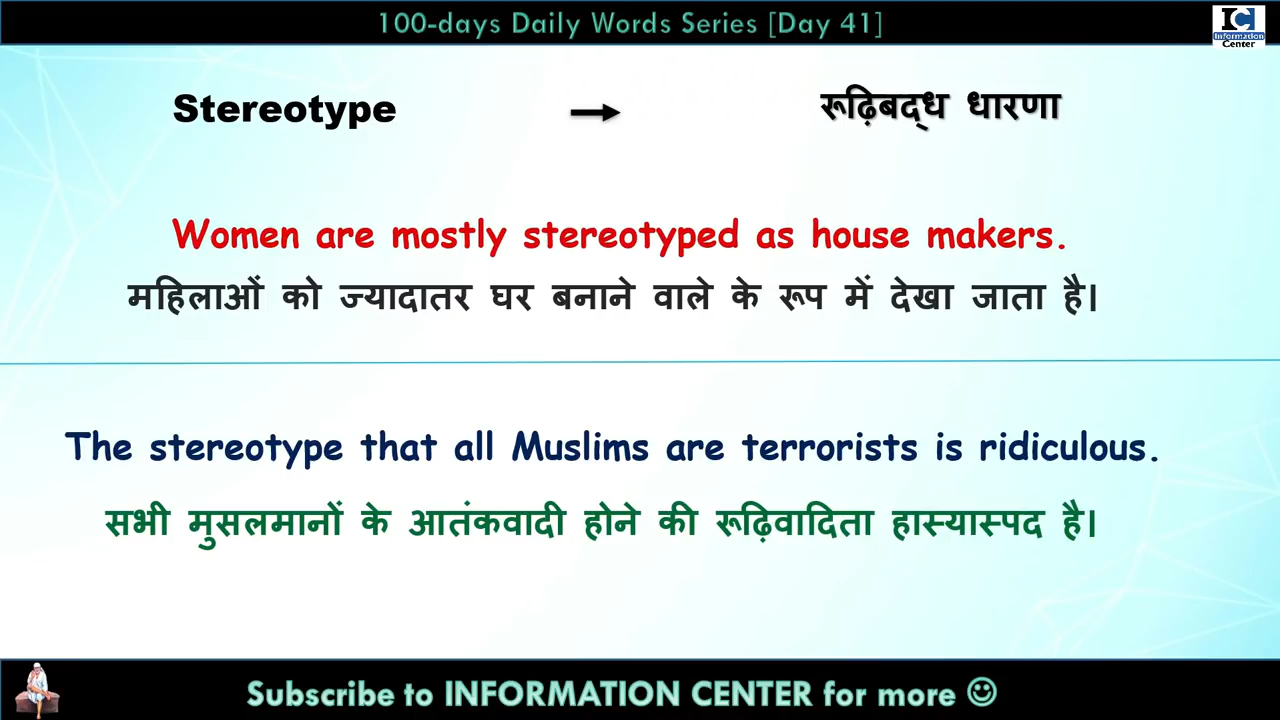 100-days Daily Words Series [Day 41]
IC
Information
Center
Stereotype → रूढ़िबद्ध धारणा
Women are mostly stereotyped as house makers.
महिलाओं को ज्यादातर घर बनाने वाले के रूप में देखा जाता है।
The stereotype that all Muslims are terrorists is ridiculous.
सभी मुसलमानों के आतंकवादी होने की रूढ़िवादिता हास्यास्पद है।
Subscribe to INFORMATION CENTER for more ☺